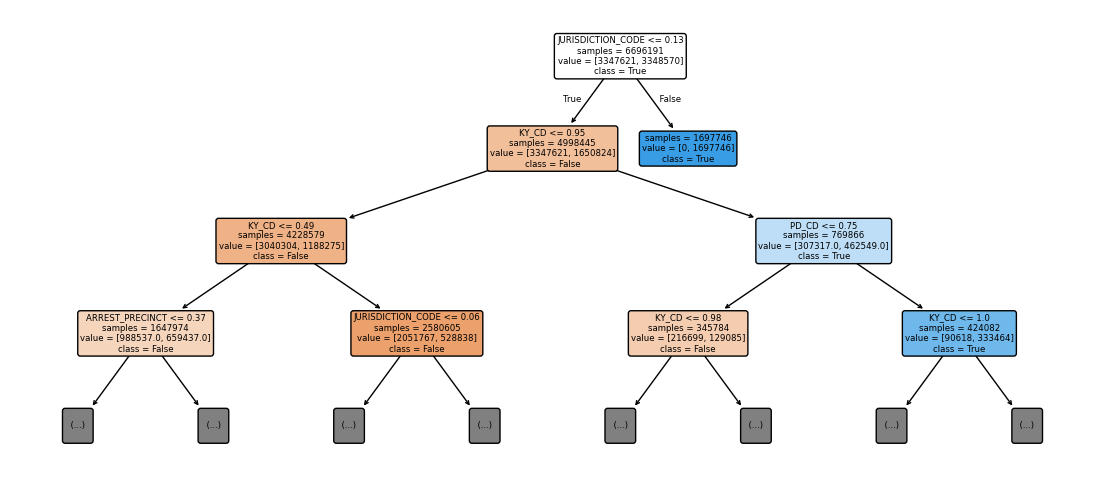 JURISDICTION_CODE <= 0.13
samples = 6696191
value = [3347621, 3348570]
class = True
True
False
KY_CD <= 0.95
samples = 4998445
value = [3347621, 1650824]
class = False
samples = 1697746
value = [0, 1697746]
class = True
KY_CD <= 0.49
samples = 4228579
value = [3040304, 1188275]
class = False
PD_CD <= 0.75
samples = 769866
value = [307317.0, 462549.0]
class = True
ARREST_PRECINCT <= 0.37
samples = 1647974
value = [988537.0, 659437.0]
class = False
JURISDICTION_CODE <= 0.06
samples = 2580605
value = [2051767, 528838]
class = False
KY_CD <= 0.98
samples = 345784
value = [216699, 129085]
class = False
KY_CD <= 1.0
samples = 424082
value = [90618, 333464]
class = True
(...)
(...)
(...)
(...)
(...)
(...)
(...)
(...)